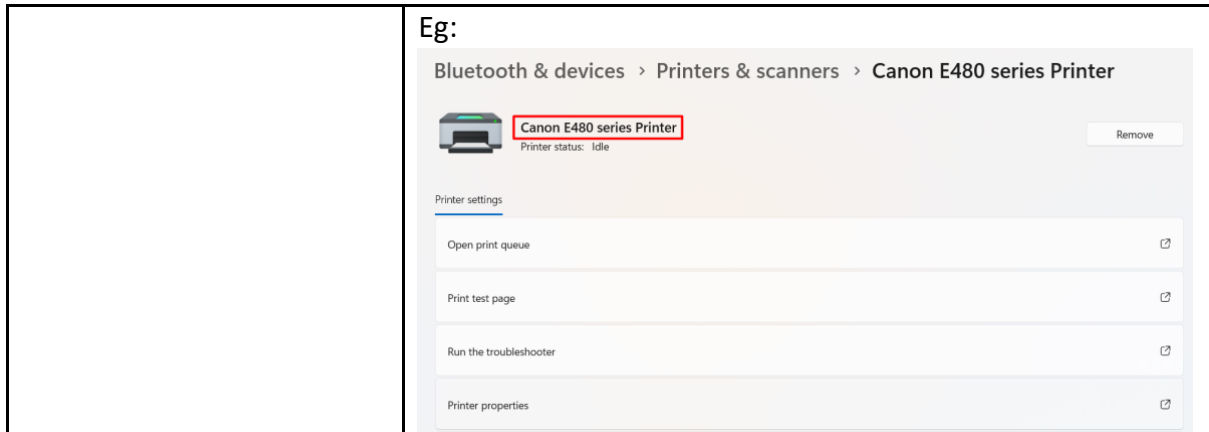 Eg:
Bluetooth & devices > Printers & scanners > Canon E480 series Printer
Canon E480 series Printer
Remove
Printer status: Idle
Printer settings
Open print queue
Print test page
Run the troubleshooter
Printer properties